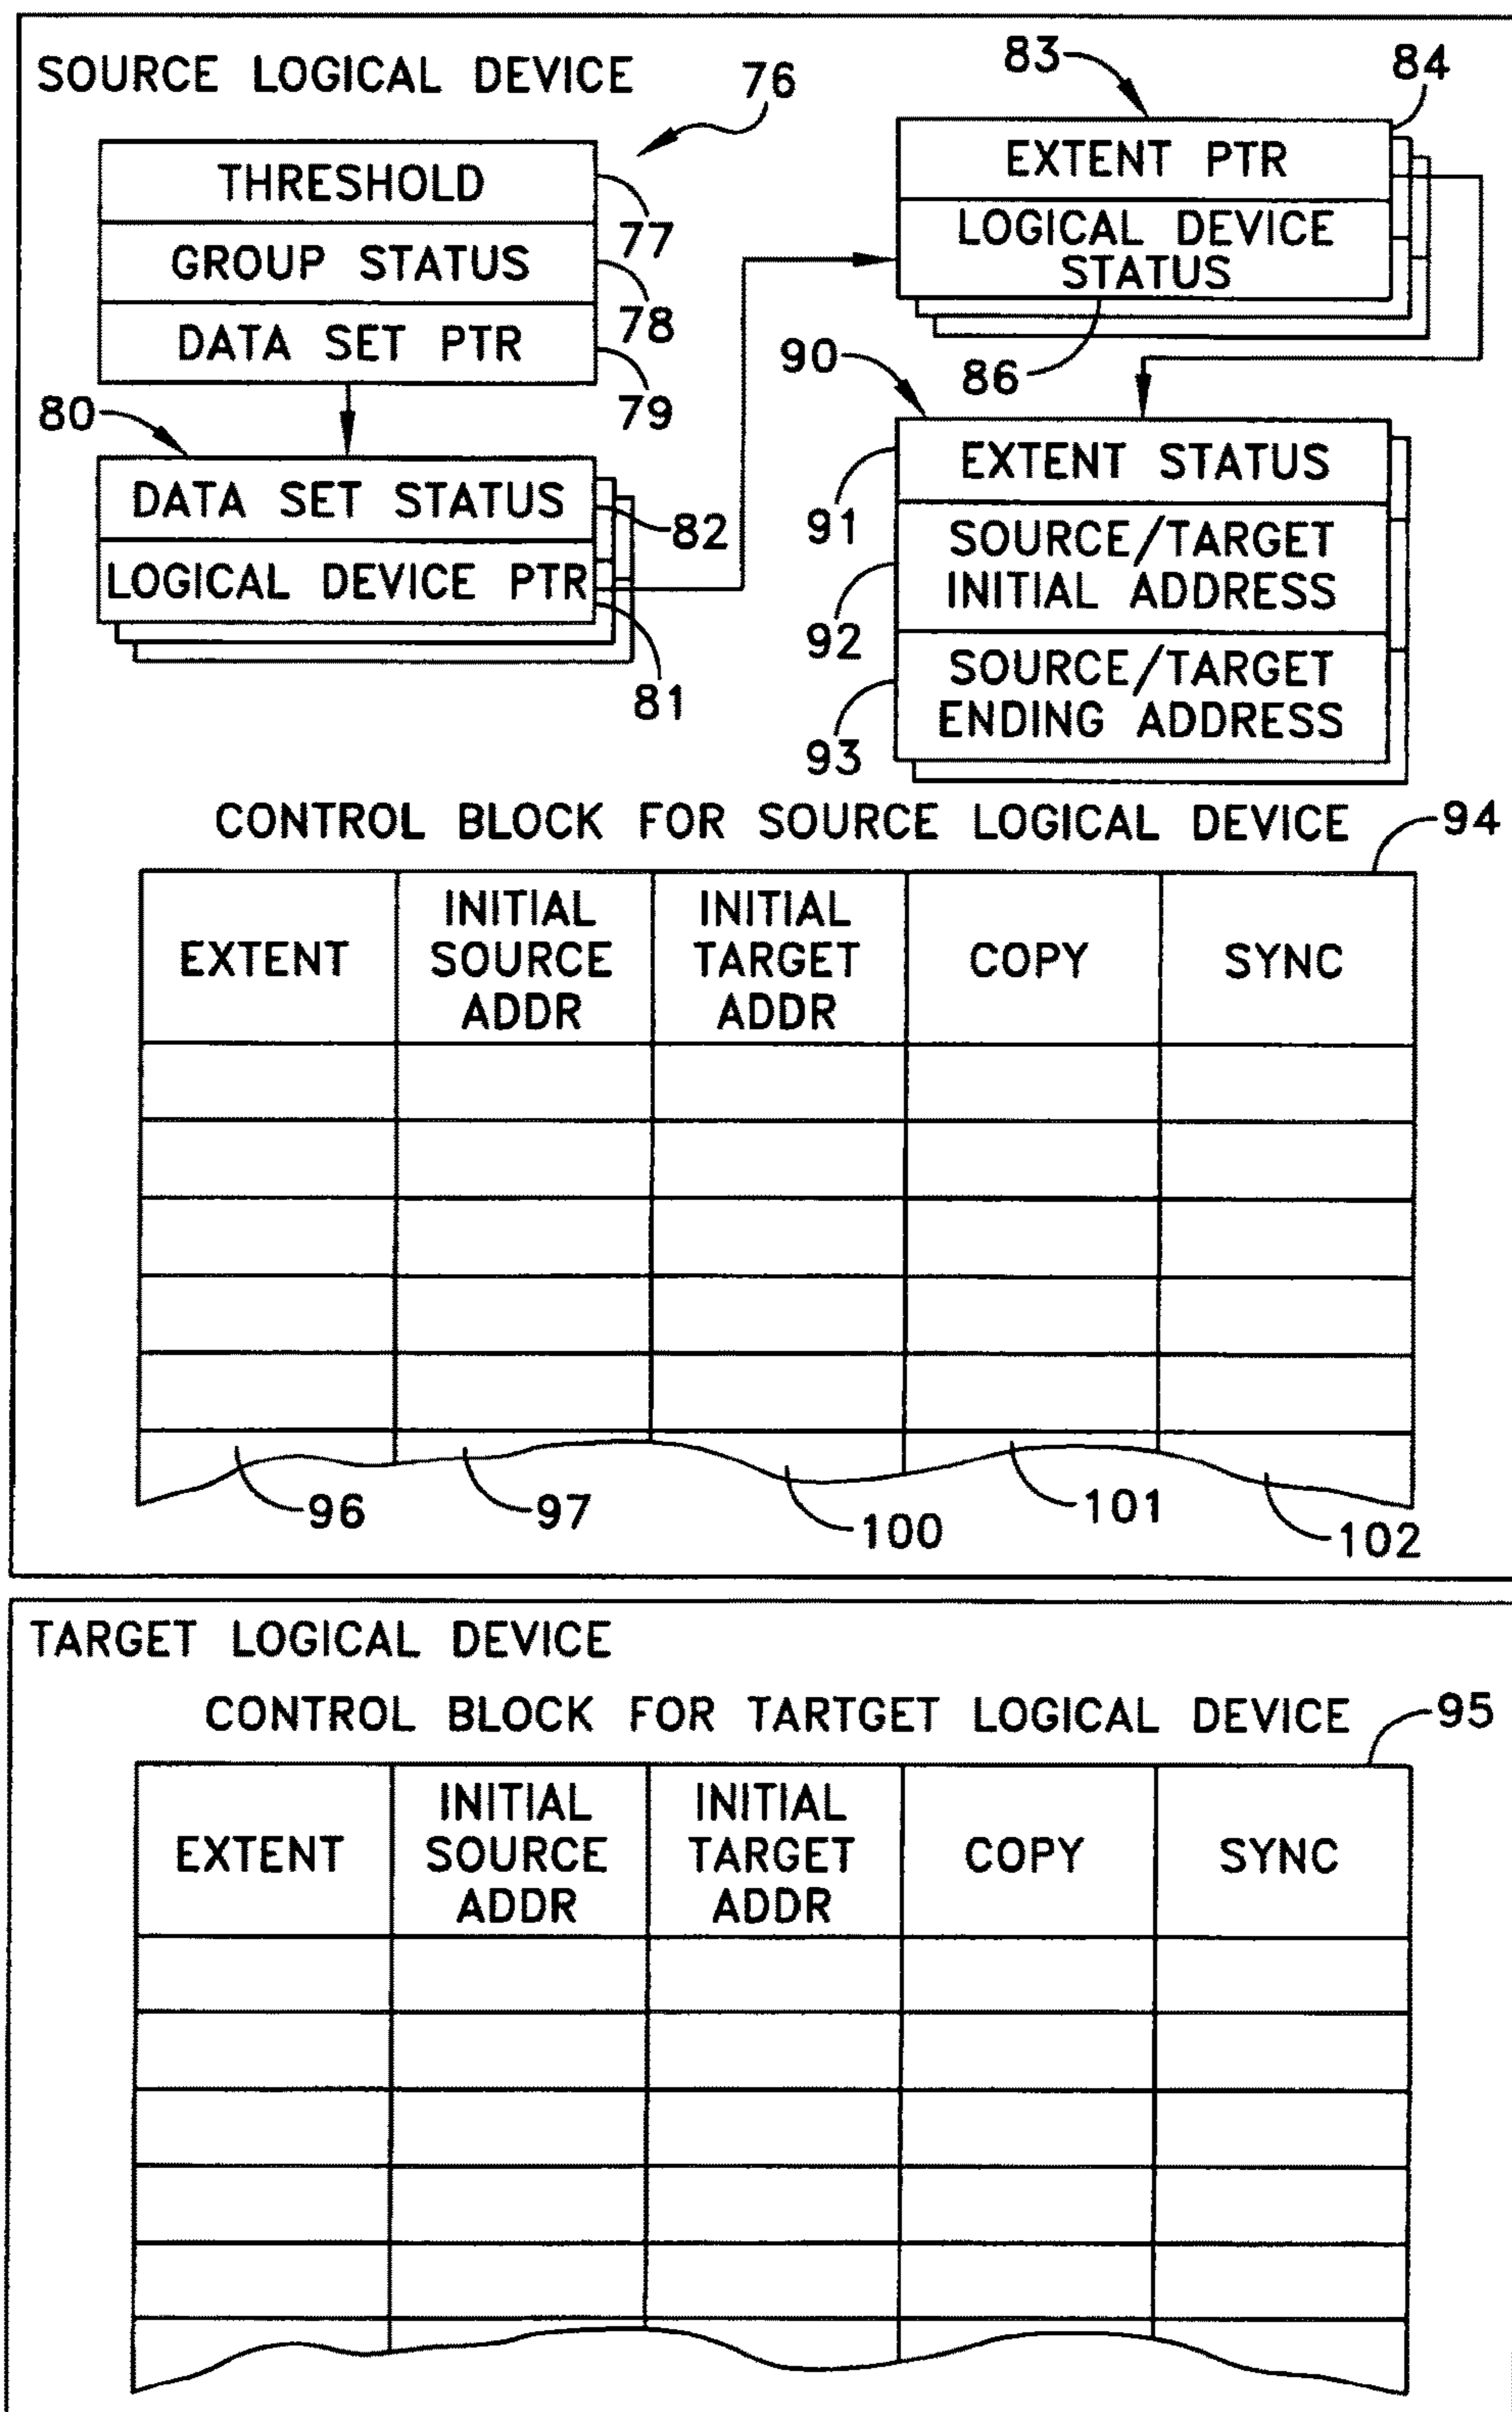 SOURCE LOGICAL DEVICE
76
THRESHOLD
77
GROUP STATUS
78
DATA SET PTR
79
80
DATA SET STATUS
82
LOGICAL DEVICE PTR
81
83
84
EXTENT PTR
LOGICAL DEVICE
STATUS
86
90
EXTENT STATUS
91
SOURCE/TARGET
INITIAL ADDRESS
92
SOURCE/TARGET
ENDING ADDRESS
93
CONTROL BLOCK FOR SOURCE LOGICAL DEVICE
94
EXTENT
INITIAL
SOURCE
ADDR
INITIAL
TARGET
ADDR
COPY
SYNC
96
97
100
101
102
TARGET LOGICAL DEVICE
CONTROL BLOCK FOR TARTGET LOGICAL DEVICE
95
EXTENT
INITIAL
SOURCE
ADDR
INITIAL
TARGET
ADDR
COPY
SYNC